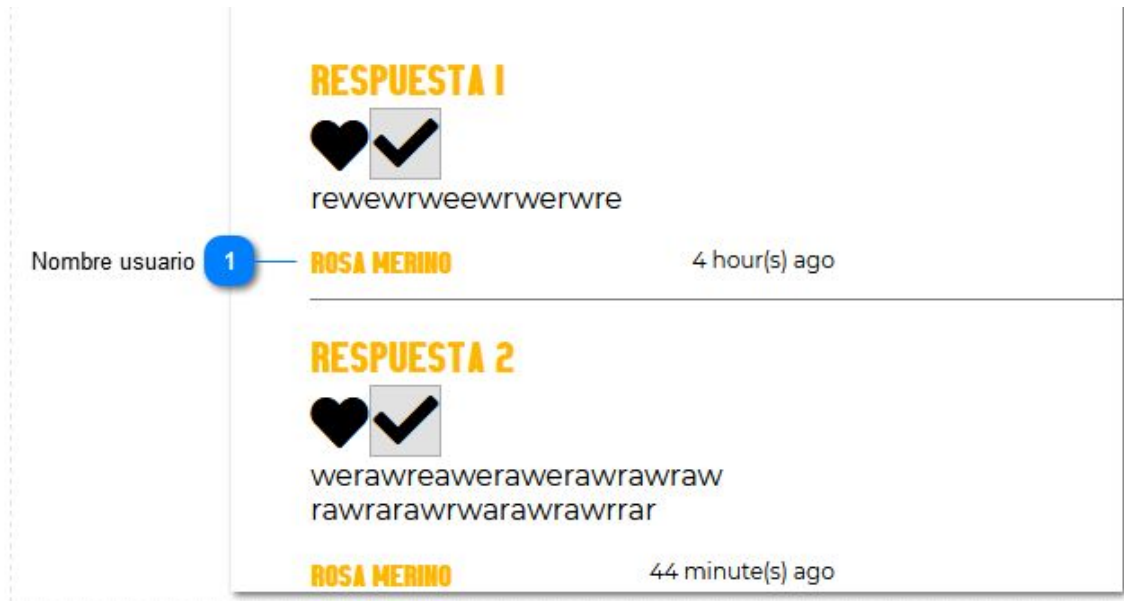 RESPUESTA 1
rewewrweewrwerwre
Nombre usuario 1 ROSA MERINO 4 hour(s) ago
RESPUESTA 2
werawreawerawerawrawraw
rawrarawrwarawrawrrar
ROSA MERINO 44 minute(s) ago